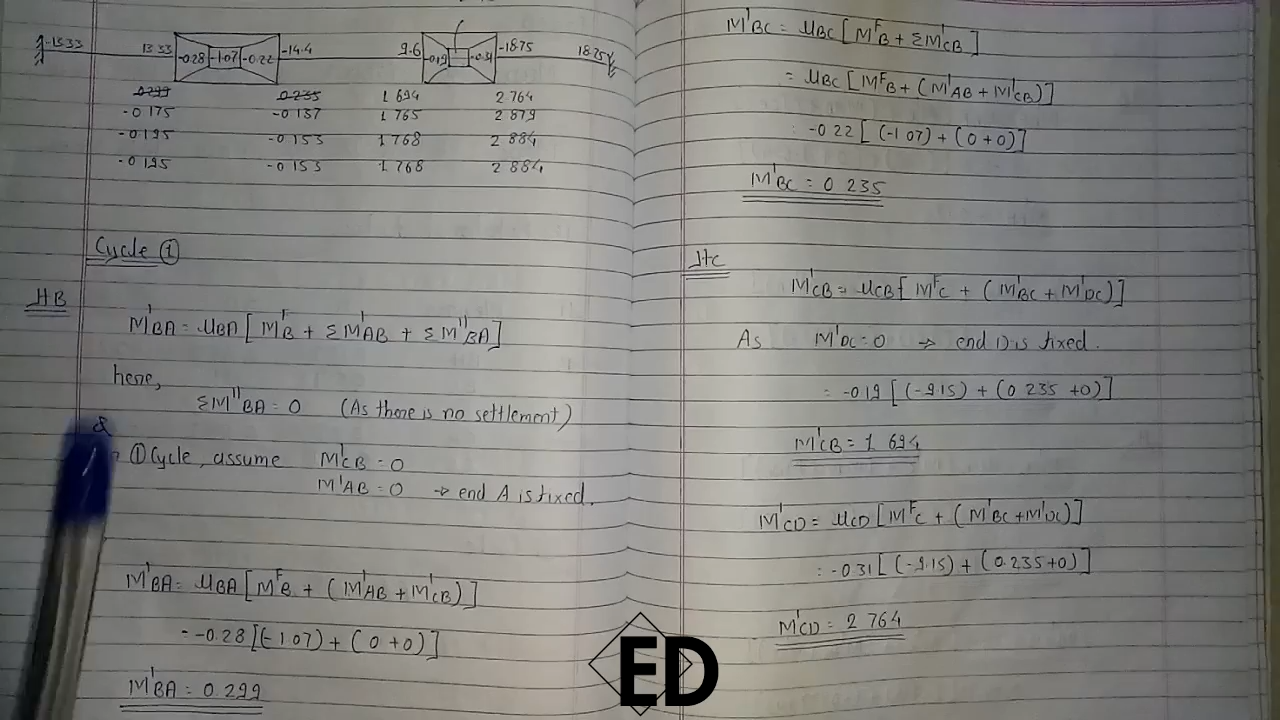 -13.33 13.33 -0.28 -1.07 -0.22 -14.4 9.6 -0.19 -0.31 -18.75 18.75
0.299 0.235 1.694 2.764
-0.175 -0.137 1.765 2.879
-0.195 -0.153 1.768 2.884
-0.195 -0.153 1.768 2.884
Cycle ①
Jt B
M'BA = μBA [MFB + ΣM'AB + ΣM''BA]
here,
ΣM''BA = 0 (As there is no settlement)
&
① Cycle, assume M'CB = 0
M'AB = 0 → end A is fixed.
M'BA = μBA [MFB + (M'AB + M'CB)]
= -0.28 [(-1.07) + (0+0)]
M'BA = 0.299
M'BC = μBC [MFB + ΣM'CB]
= μBC [MFB + (M'AB + M'CB)]
: -0.22 [(-1.07) + (0+0)]
M'BC = 0.235
Jt C
M'CB = μCB [MFC + (M'BC + M'DC)]
As M'DC = 0 → end D is fixed.
= -0.19 [(-9.15) + (0.235 + 0)]
M'CB = 1.694
M'CD = μCD [MFC + (M'BC + M'DC)]
= -0.31 [(-9.15) + (0.235+0)]
M'CD = 2.764
ED